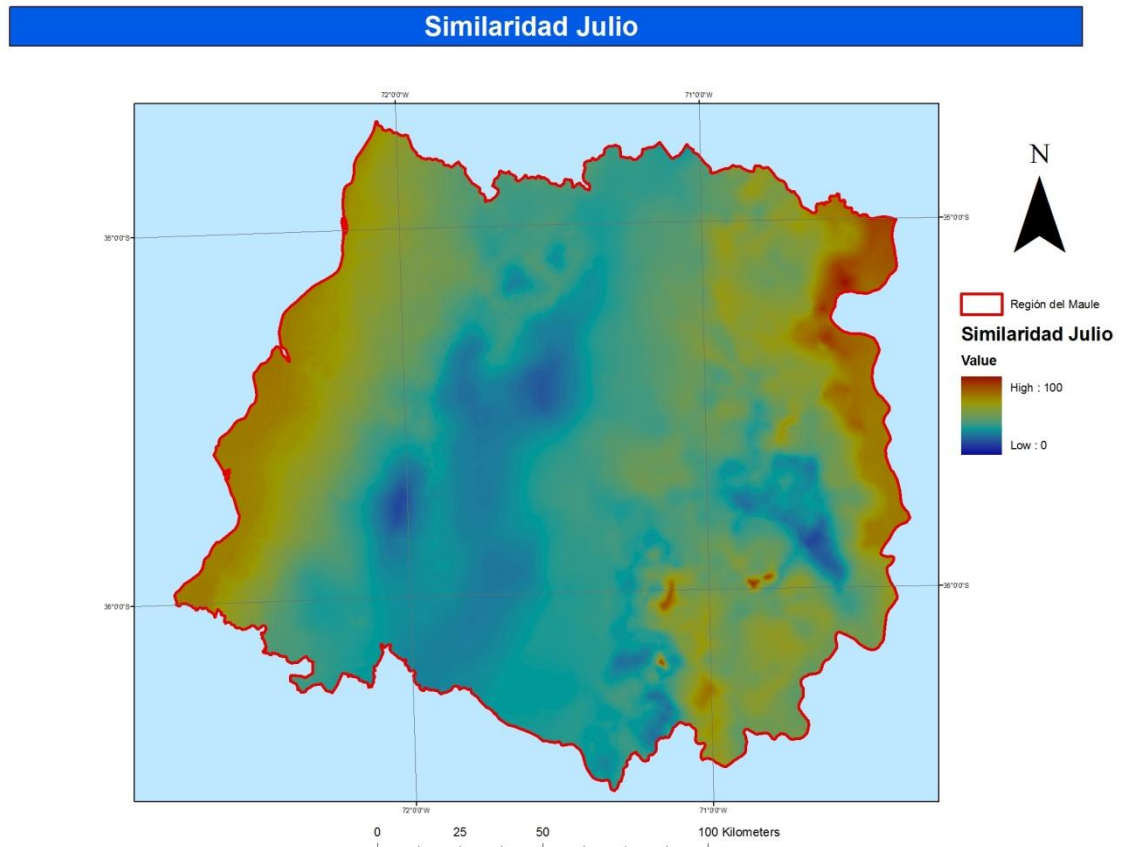 Similaridad Julio
72°0'0"W 71°0'0"W
N
35°0'0"S 35°0'0"S
Región del Maule
Similaridad Julio
Value
High : 100
Low : 0
36°0'0"S 36°0'0"S
72°0'0"W 71°0'0"W
0 25 50 100 Kilometers